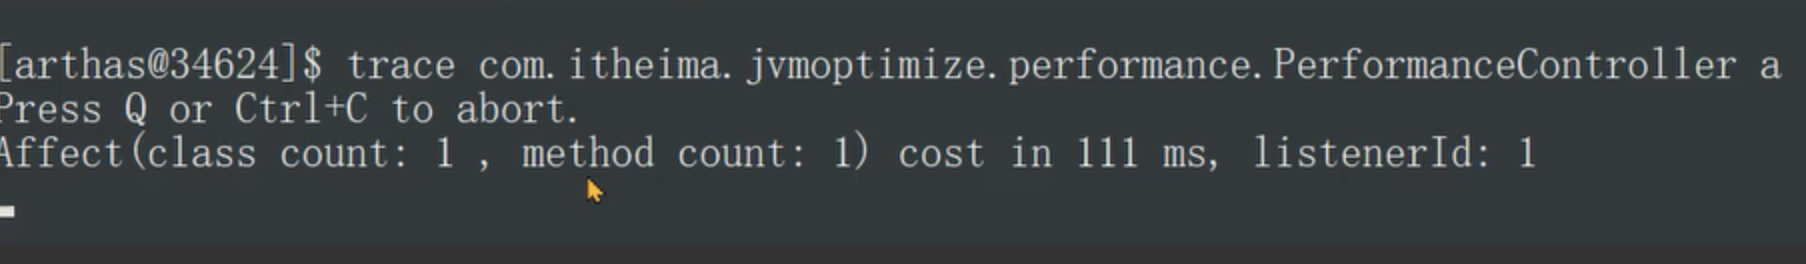 [arthas@34624]$ trace com.itheima.jvmoptimize.performance.PerformanceController a
Press Q or Ctrl+C to abort.
Affect(class count: 1 , method count: 1) cost in 111 ms, listenerId: 1